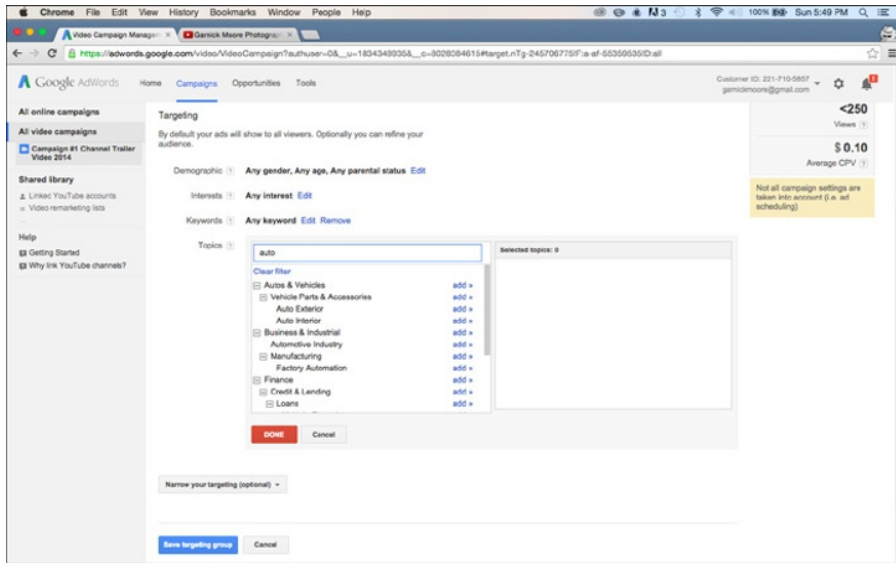 Chrome File Edit View History Bookmarks Window People Help
3 100% Sun 5:49 PM
Video Campaign Managem
Garnick Moore Photograph
https://adwords.google.com/video/VideoCampaign?authuser=0&__u=1834349935&__c=8028084615#target.nTg-245706775!F:a-af-55359535!D:all
Google AdWords Home Campaigns Opportunities Tools
Customer ID: 221-710-5807
garnickmoore@gmail.com
All online campaigns
All video campaigns
Campaign #1 Channel Trailer
Video 2014
Shared library
Linked YouTube accounts
Video remarketing lists
...
Help
Getting Started
Why link YouTube channels?
Targeting
By default your ads will show to all viewers. Optionally you can refine your
audience.
Demographic ? Any gender, Any age, Any parental status Edit
Interests ? Any interest Edit
Keywords ? Any keyword Edit Remove
Topics ?
auto
Clear filter
Autos & Vehicles add »
Vehicle Parts & Accessories add »
Auto Exterior add »
Auto Interior add »
Business & Industrial add »
Automotive Industry add »
Manufacturing add »
Factory Automation add »
Finance add »
Credit & Lending add »
Loans add »
Selected topics: 0
DONE Cancel
Narrow your targeting (optional)
Save targeting group Cancel
<250
Views ?
$ 0.10
Average CPV ?
Not all campaign settings are
taken into account (i.e. ad
scheduling)